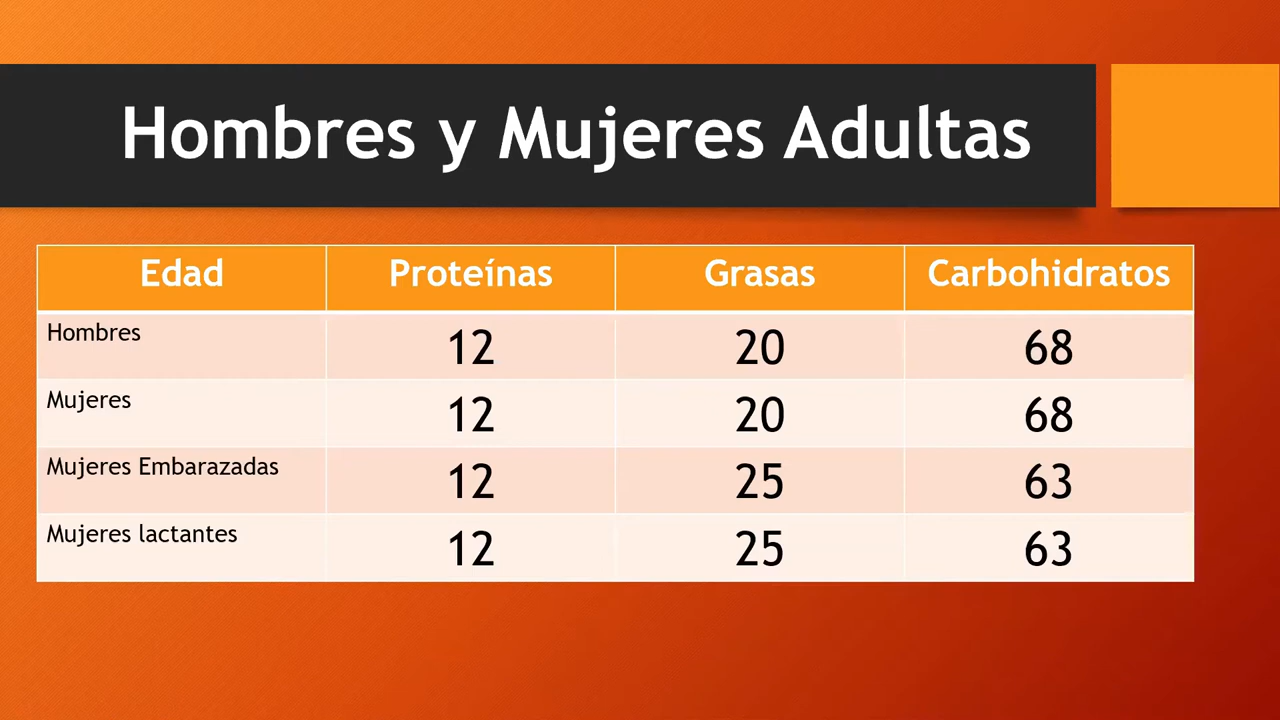 Hombres y Mujeres Adultas
Edad Proteínas Grasas Carbohidratos
Hombres 12 20 68
Mujeres 12 20 68
Mujeres Embarazadas 12 25 63
Mujeres lactantes 12 25 63